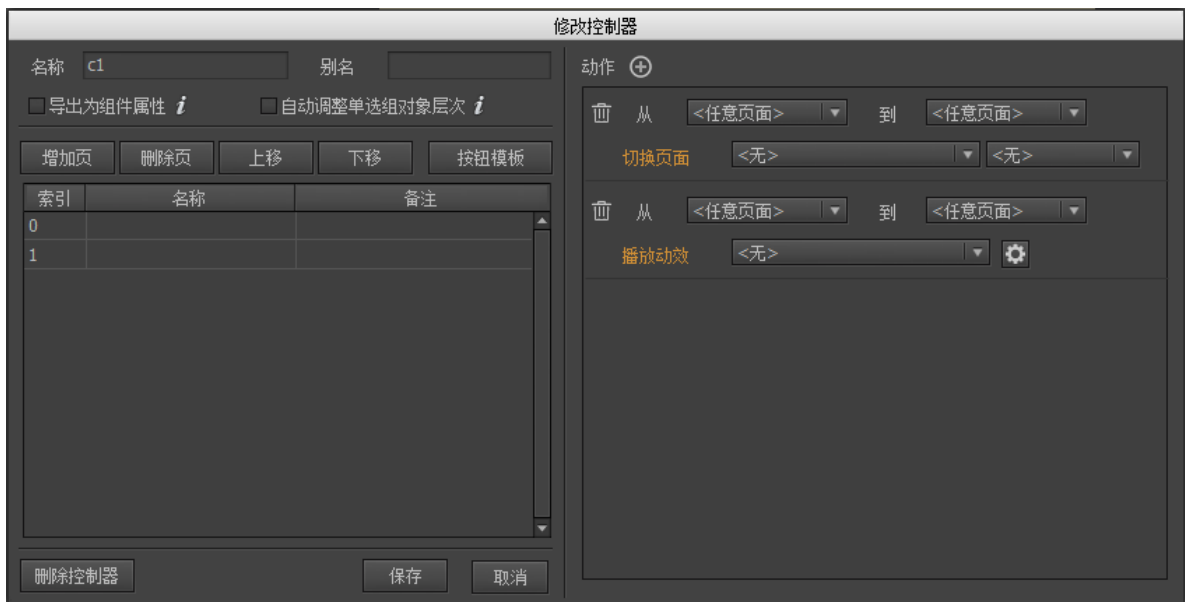 修改控制器
名称 c1 别名
导出为组件属性 i 自动调整单选组对象层次 i
增加页 删除页 上移 下移 按钮模板
索引 名称 备注
0
1
删除控制器 保存 取消
动作
从 <任意页面> 到 <任意页面>
切换页面 <无> <无>
从 <任意页面> 到 <任意页面>
播放动效 <无>